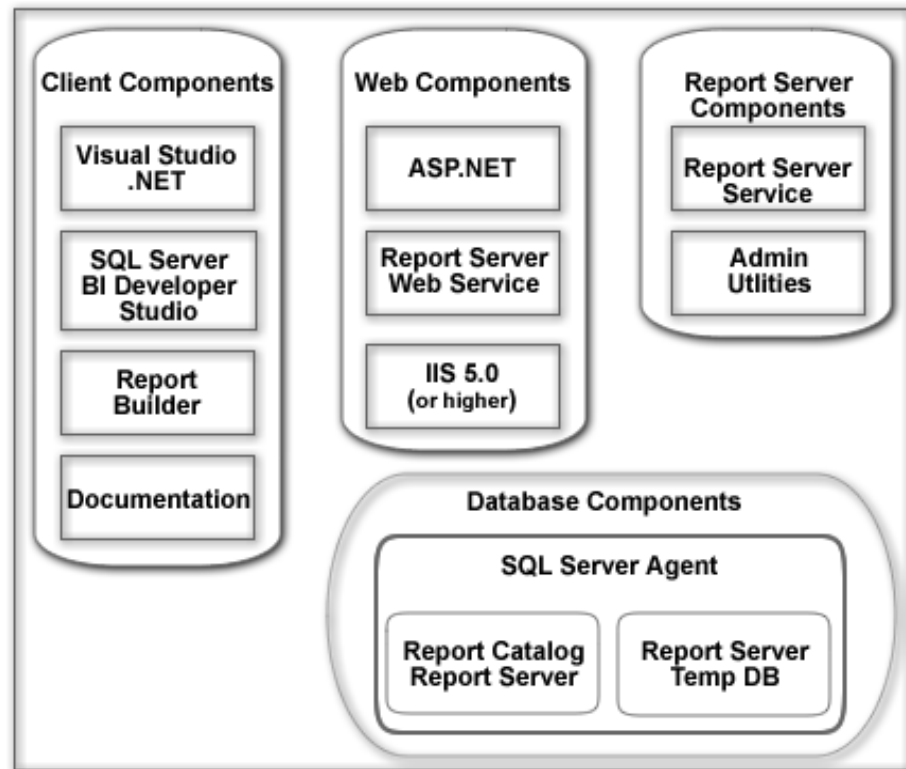 Client Components
Visual Studio
.NET
SQL Server
BI Developer
Studio
Report
Builder
Documentation
Web Components
ASP.NET
Report Server
Web Service
IIS 5.0
(or higher)
Report Server
Components
Report Server
Service
Admin
Utlities
Database Components
SQL Server Agent
Report Catalog
Report Server
Report Server
Temp DB